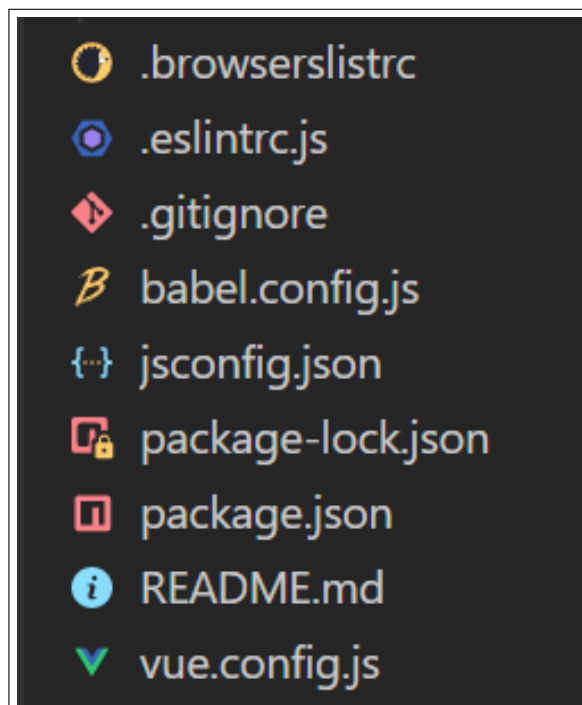 .browserslistrc
.eslintrc.js
.gitignore
babel.config.js
jsconfig.json
package-lock.json
package.json
README.md
vue.config.js